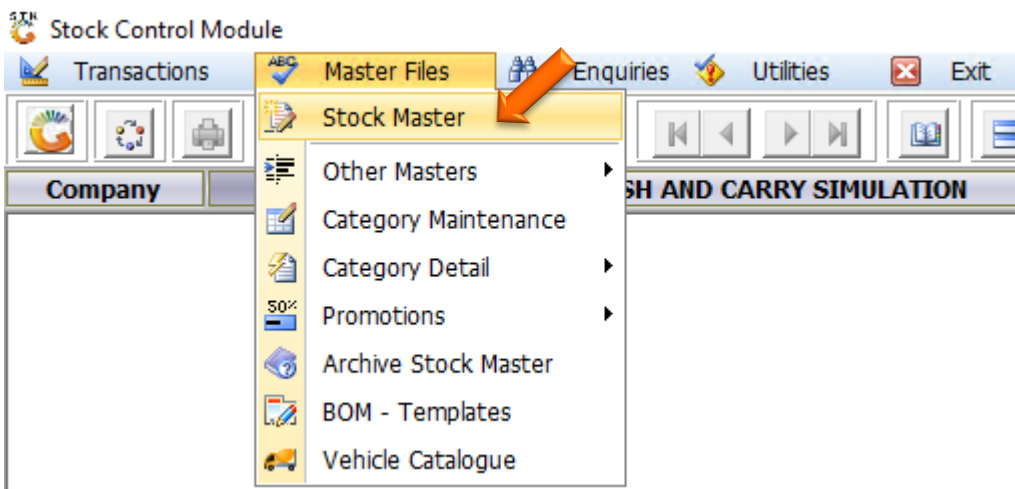 Stock Control Module
Transactions Master Files Enquiries Utilities Exit
Stock Master
Company SH AND CARRY SIMULATION
Other Masters
Category Maintenance
Category Detail
50%
Promotions
Archive Stock Master
BOM - Templates
Vehicle Catalogue